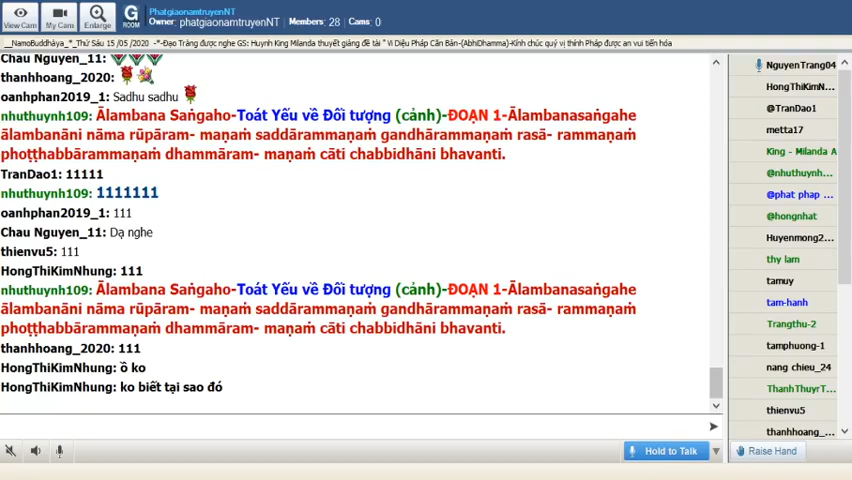 View Cam
My Cam
Enlarge
G
ROOM
PhatgiaonamtruyenNT
Owner: phatgiaonamtruyenNT Members: 28 Cams: 0
__NamoBuddhàya_*_Thứ Sáu 15 /05 /2020 -*-Đạo Tràng được nghe GS: Huỳnh King Milanda thuyết giảng đề tài " Vi Diệu Pháp Căn Bản-(AbhiDhamma)-Kính chúc quý vị thính Pháp được an vui tiến hóa
Chau Nguyen_11:
thanhhoang_2020:
oanhphan2019_1: Sadhu sadhu
nhuthuynh109: Ālambana Saṅgaho-Toát Yếu về Đối tượng (cảnh)-ĐOẠN 1-Ālambanasaṅgahe
ālambanāni nāma rūpāram- maṇaṁ saddārammaṇaṁ gandhārammaṇaṁ rasā- rammaṇaṁ
phoṭṭhabbārammaṇaṁ dhammāram- maṇaṁ cāti chabbidhāni bhavanti.
TranDao1: 11111
nhuthuynh109: 1111111
oanhphan2019_1: 111
Chau Nguyen_11: Dạ nghe
thienvu5: 111
HongThiKimNhung: 111
nhuthuynh109: Ālambana Saṅgaho-Toát Yếu về Đối tượng (cảnh)-ĐOẠN 1-Ālambanasaṅgahe
ālambanāni nāma rūpāram- maṇaṁ saddārammaṇaṁ gandhārammaṇaṁ rasā- rammaṇaṁ
phoṭṭhabbārammaṇaṁ dhammāram- maṇaṁ cāti chabbidhāni bhavanti.
thanhhoang_2020: 111
HongThiKimNhung: ồ ko
HongThiKimNhung: ko biết tại sao đó
Hold to Talk
NguyenTrang04
HongThiKimN...
@TranDao1
metta17
King - Milanda A
@nhuthuynh...
@phat phap ...
@hongnhat
Huyenmong2...
thy lam
tamuy
tam-hanh
Trangthu-2
tamphuong-1
nang chieu_24
ThanhThuyrT...
thienvu5
thanhhoang_...
Raise Hand